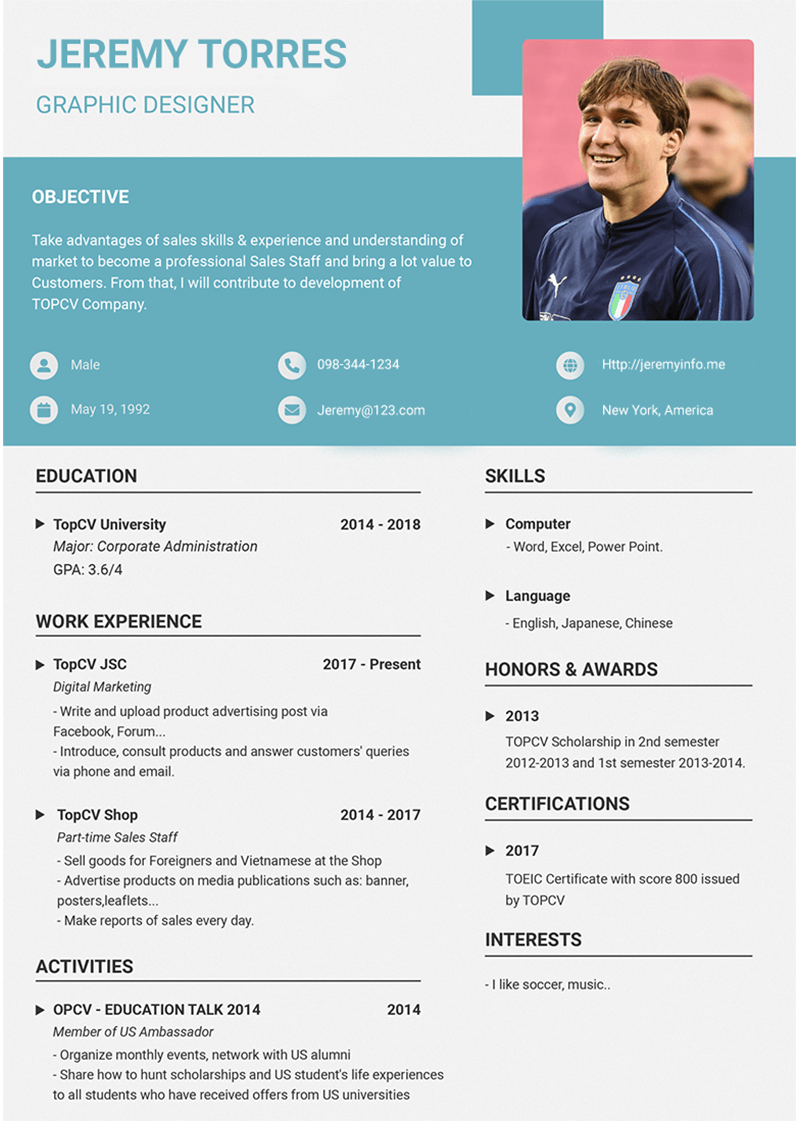 JEREMY TORRES
GRAPHIC DESIGNER
OBJECTIVE
Take advantages of sales skills & experience and understanding of
market to become a professional Sales Staff and bring a lot value to
Customers. From that, I will contribute to development of
TOPCV Company.
Male
098-344-1234
Http://jeremyinfo.me
May 19, 1992
Jeremy@123.com
New York, America
EDUCATION
TopCV University 2014 - 2018
Major: Corporate Administration
GPA: 3.6/4
WORK EXPERIENCE
TopCV JSC 2017 - Present
Digital Marketing
- Write and upload product advertising post via
Facebook, Forum...
- Introduce, consult products and answer customers' queries
via phone and email.
TopCV Shop 2014 - 2017
Part-time Sales Staff
- Sell goods for Foreigners and Vietnamese at the Shop
- Advertise products on media publications such as: banner,
posters,leaflets...
- Make reports of sales every day.
ACTIVITIES
OPCV - EDUCATION TALK 2014 2014
Member of US Ambassador
- Organize monthly events, network with US alumni
- Share how to hunt scholarships and US student's life experiences
to all students who have received offers from US universities
SKILLS
Computer
- Word, Excel, Power Point.
Language
- English, Japanese, Chinese
HONORS & AWARDS
2013
TOPCV Scholarship in 2nd semester
2012-2013 and 1st semester 2013-2014.
CERTIFICATIONS
2017
TOEIC Certificate with score 800 issued
by TOPCV
INTERESTS
- I like soccer, music..